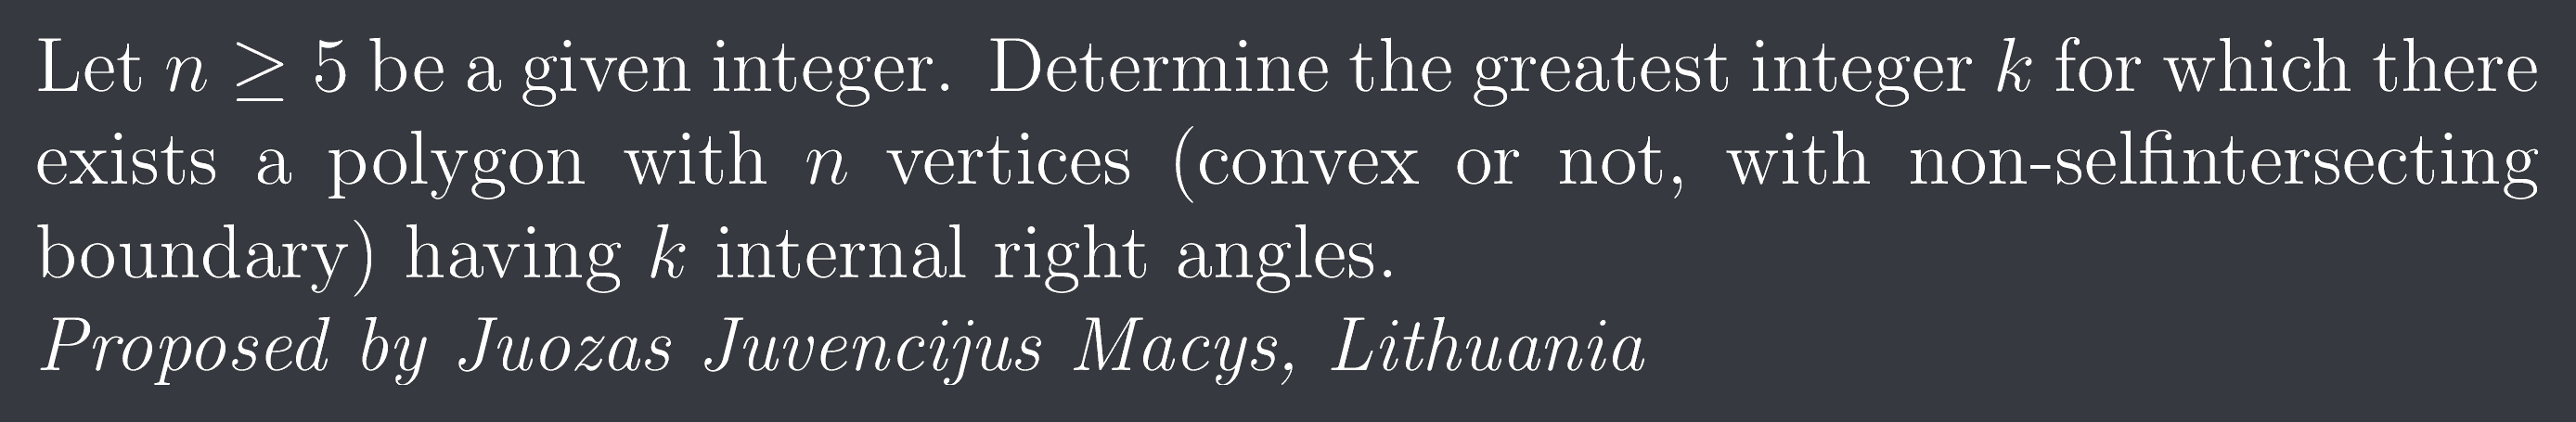 Let n ≥ 5 be a given integer. Determine the greatest integer k for which there
exists a polygon with n vertices (convex or not, with non-selfintersecting
boundary) having k internal right angles.
Proposed by Juozas Juvencijus Macys, Lithuania